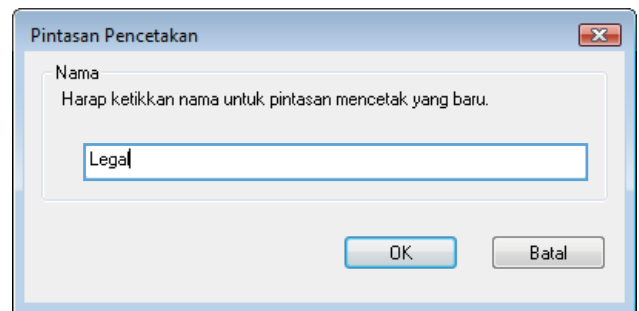 Pintasan Pencetakan
Nama
Harap ketikkan nama untuk pintasan mencetak yang baru.
Legal
OK
Batal